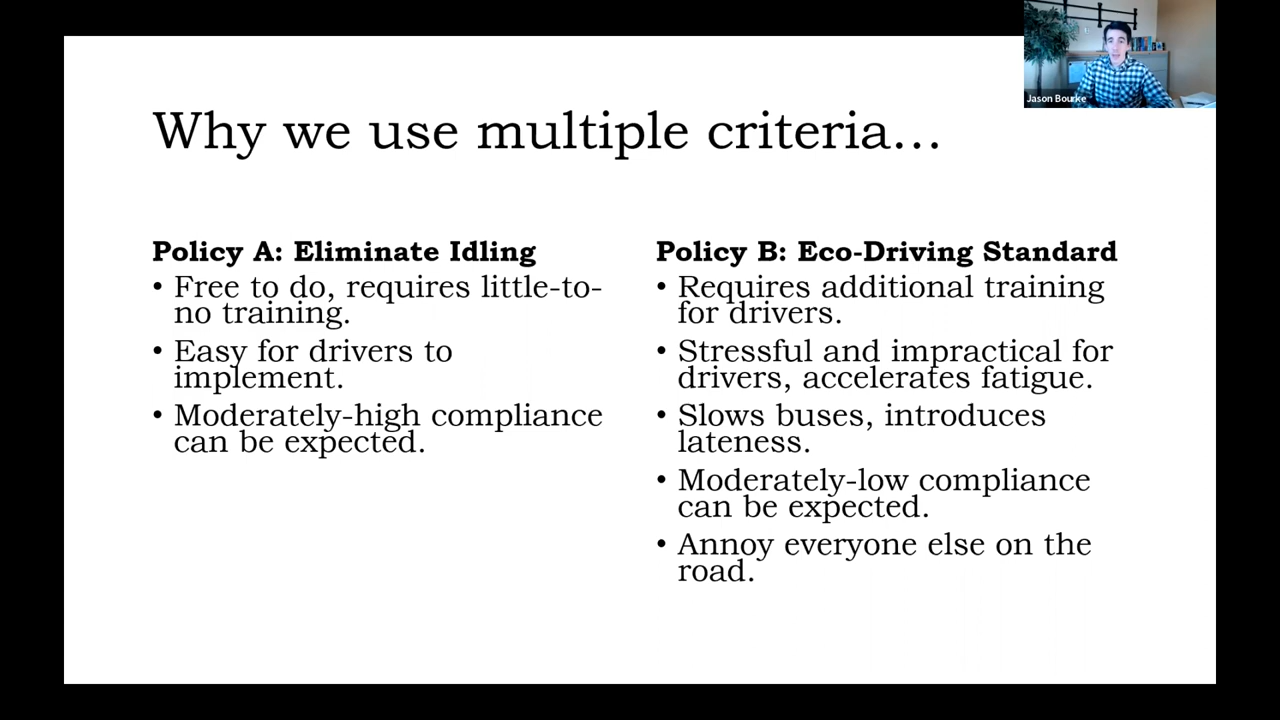 Jason Bourke
Why we use multiple criteria...
Policy A: Eliminate Idling
• Free to do, requires little-to-
no training.
• Easy for drivers to
implement.
• Moderately-high compliance
can be expected.
Policy B: Eco-Driving Standard
• Requires additional training
for drivers.
• Stressful and impractical for
drivers, accelerates fatigue.
• Slows buses, introduces
lateness.
• Moderately-low compliance
can be expected.
• Annoy everyone else on the
road.